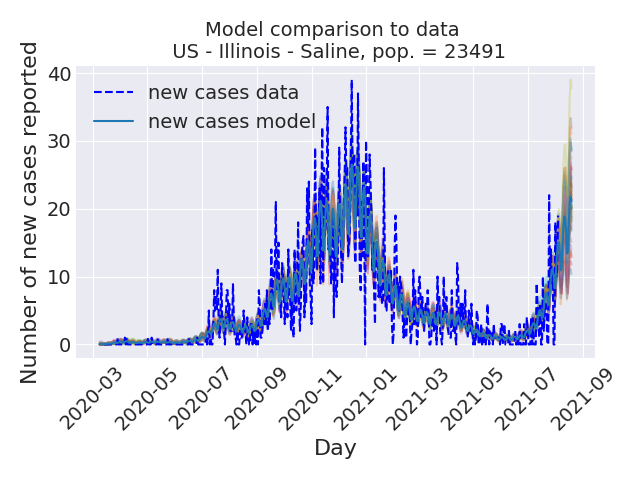 Model comparison to data
US - Illinois - Saline, pop. = 23491
Number of new cases reported
40
30
20
10
0
new cases data
new cases model
2020-03
2020-05
2020-07
2020-09
2020-11
2021-01
2021-03
2021-05
2021-07
2021-09
Day